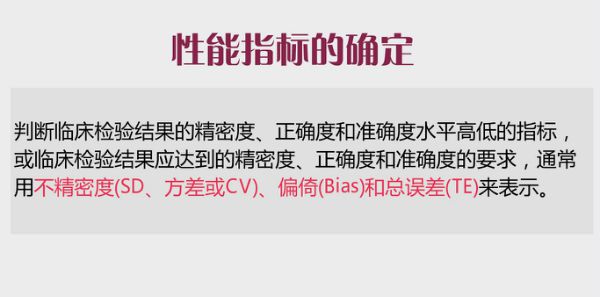 性能指标的确定
判断临床检验结果的精密度、正确度和准确度水平高低的指标，
或临床检验结果应达到的精密度、正确度和准确度的要求，通常
用不精密度(SD、方差或CV)、偏倚(Bias)和总误差(TE)来表示。